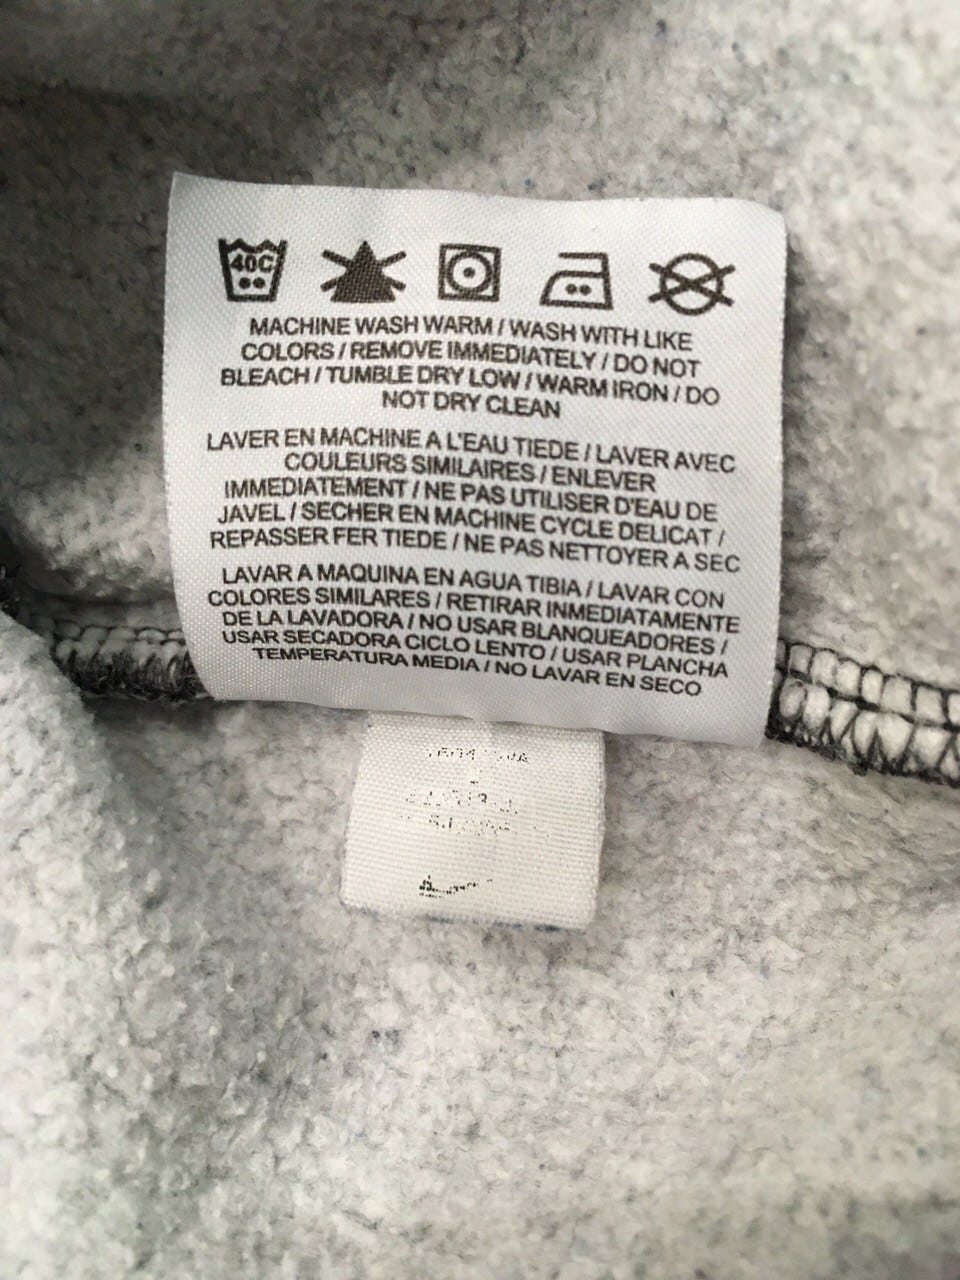 40C
MACHINE WASH WARM / WASH WITH LIKE
COLORS / REMOVE IMMEDIATELY / DO NOT
BLEACH / TUMBLE DRY LOW / WARM IRON / DO
NOT DRY CLEAN
LAVER EN MACHINE A L'EAU TIEDE / LAVER AVEC
COULEURS SIMILAIRES / ENLEVER
IMMEDIATEMENT / NE PAS UTILISER D'EAU DE
JAVEL / SECHER EN MACHINE CYCLE DELICAT /
REPASSER FER TIEDE / NE PAS NETTOYER A SEC
LAVAR A MAQUINA EN AGUA TIBIA / LAVAR CON
COLORES SIMILARES / RETIRAR INMEDIATAMENTE
DE LA LAVADORA / NO USAR BLANQUEADORES /
USAR SECADORA CICLO LENTO / USAR PLANCHA
TEMPERATURA MEDIA / NO LAVAR EN SECO